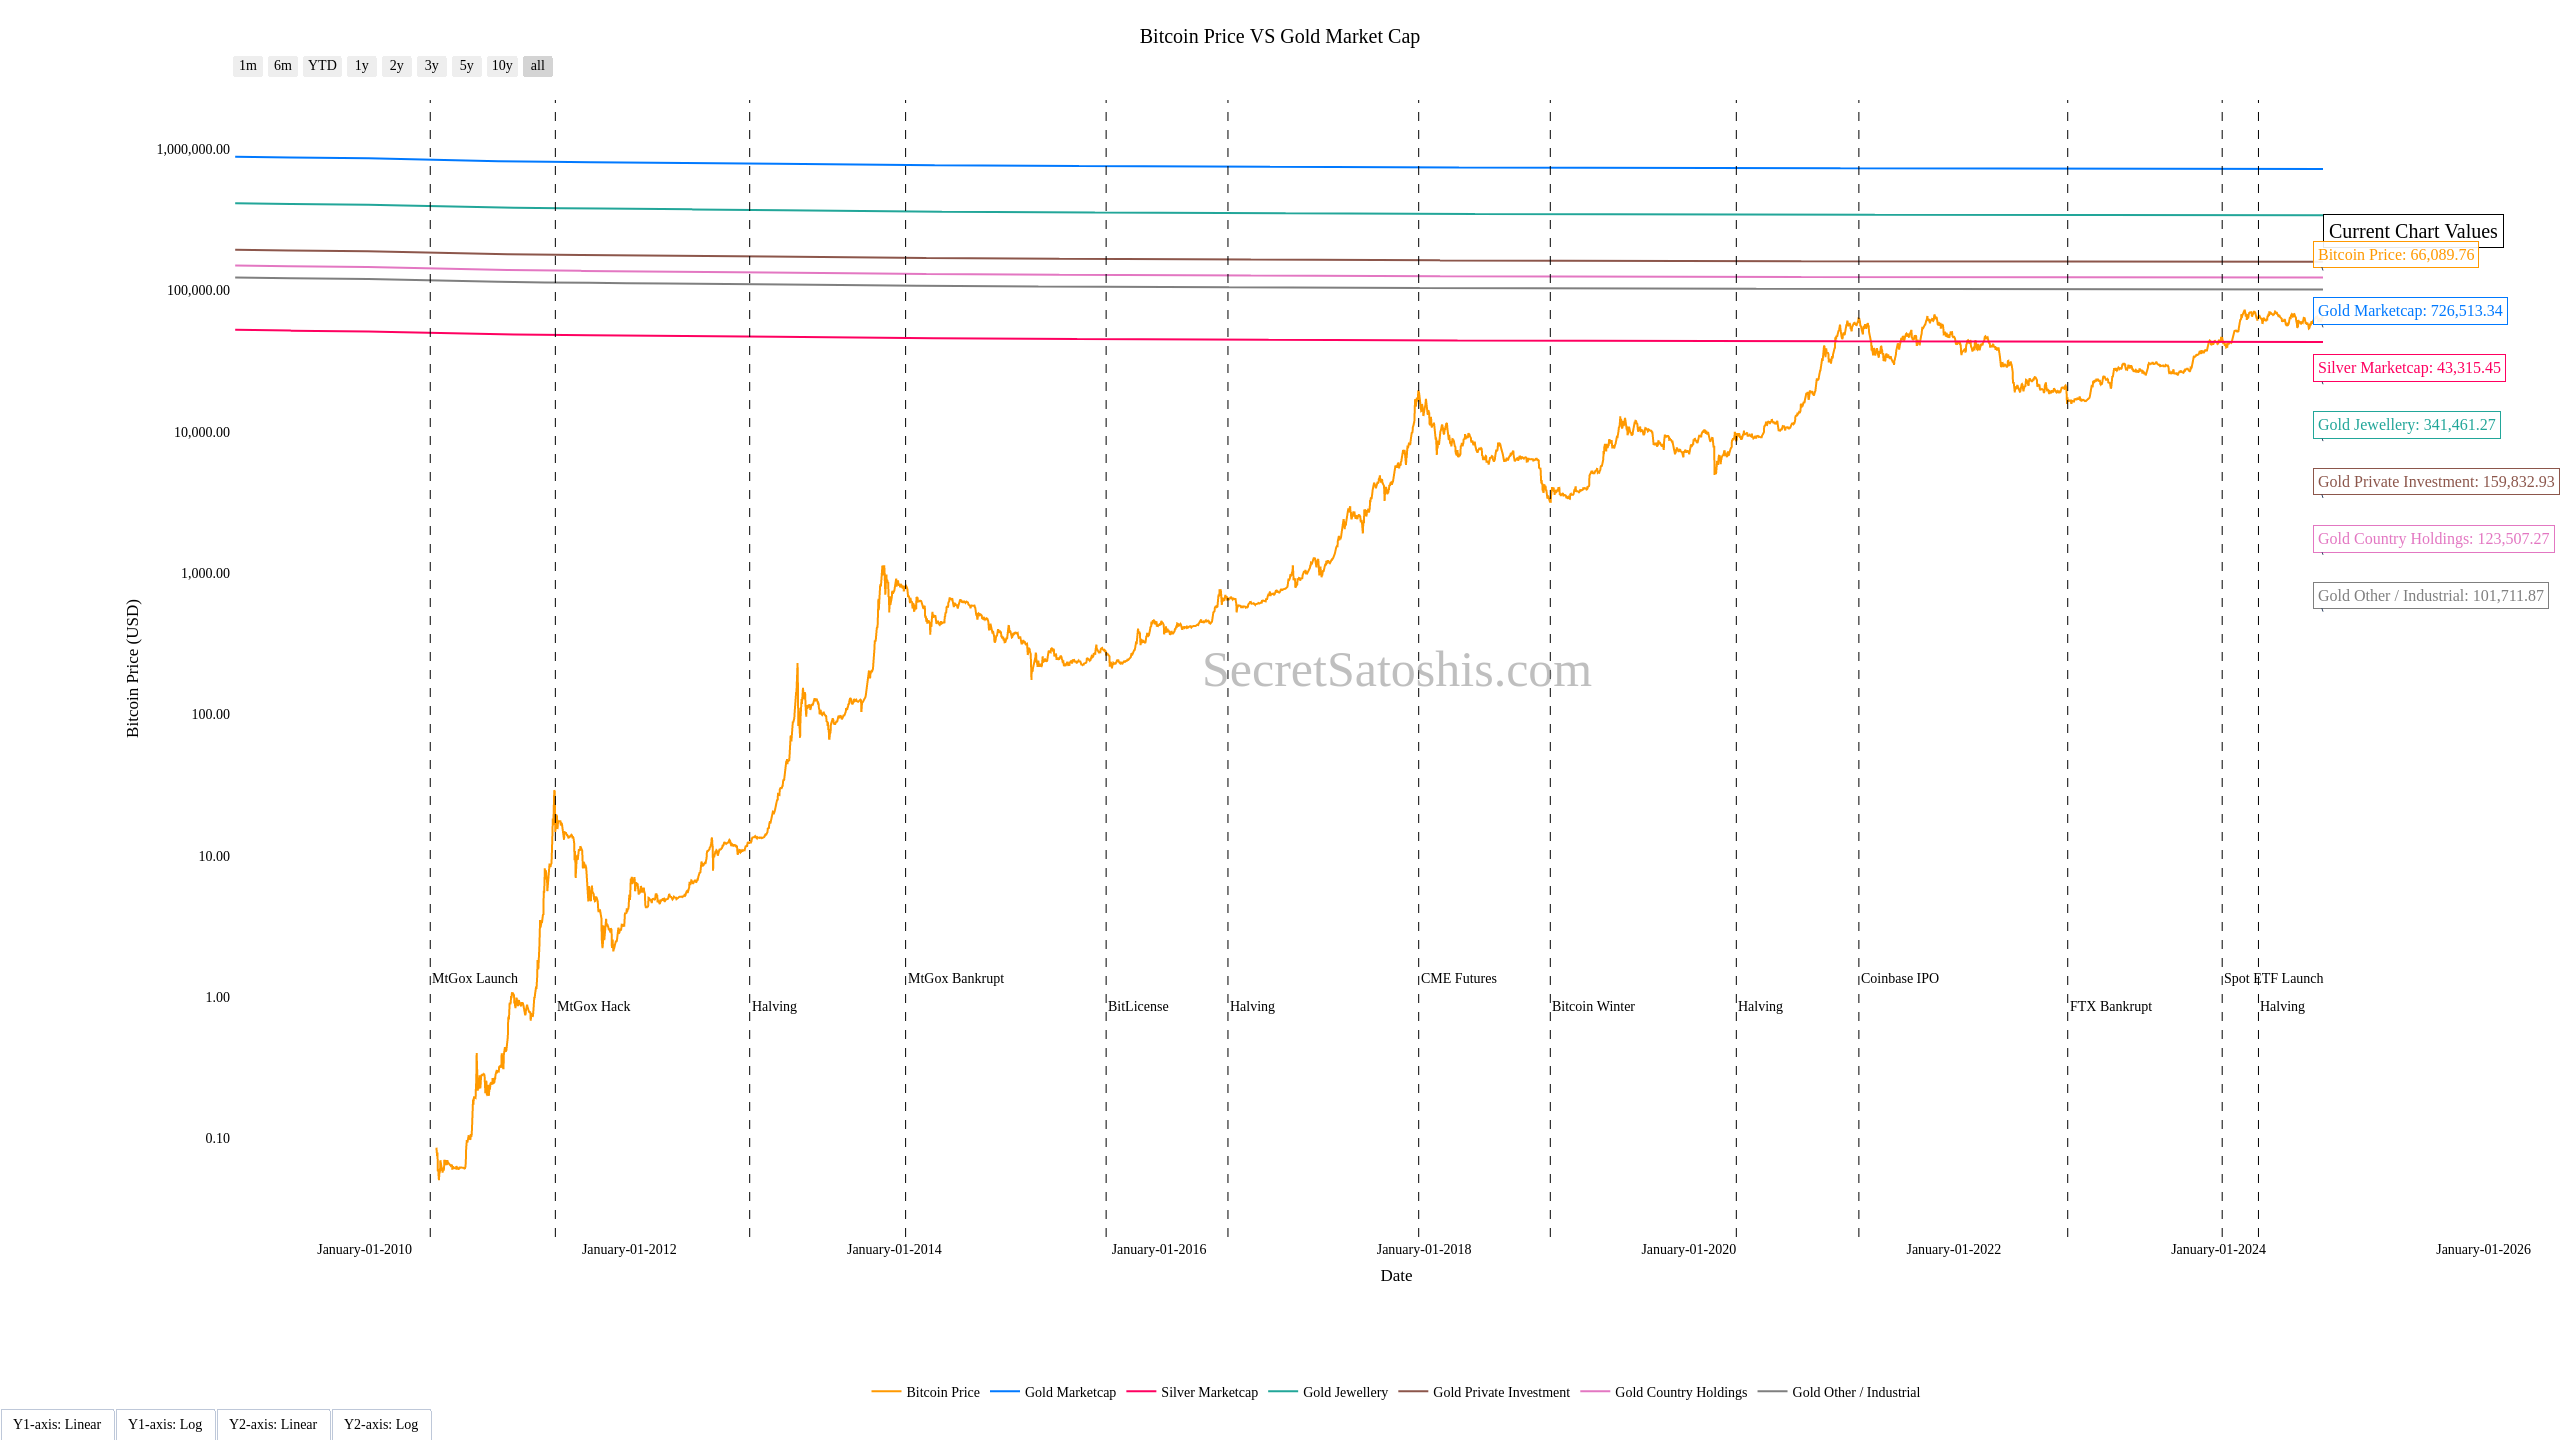 Bitcoin Price VS Gold Market Cap
1m 6m YTD 1y 2y 3y 5y 10y all
1,000,000.00
100,000.00
10,000.00
1,000.00
100.00
10.00
1.00
0.10
Bitcoin Price (USD)
Current Chart Values
Bitcoin Price: 66,089.76
Gold Marketcap: 726,513.34
Silver Marketcap: 43,315.45
Gold Jewellery: 341,461.27
Gold Private Investment: 159,832.93
Gold Country Holdings: 123,507.27
Gold Other / Industrial: 101,711.87
SecretSatoshis.com
MtGox Launch
MtGox Hack
Halving
MtGox Bankrupt
BitLicense
Halving
CME Futures
Bitcoin Winter
Halving
Coinbase IPO
FTX Bankrupt
Spot ETF Launch
Halving
January-01-2010 January-01-2012 January-01-2014 January-01-2016 January-01-2018 January-01-2020 January-01-2022 January-01-2024 January-01-2026
Date
Bitcoin Price Gold Marketcap Silver Marketcap Gold Jewellery Gold Private Investment Gold Country Holdings Gold Other / Industrial
Y1-axis: Linear Y1-axis: Log Y2-axis: Linear Y2-axis: Log